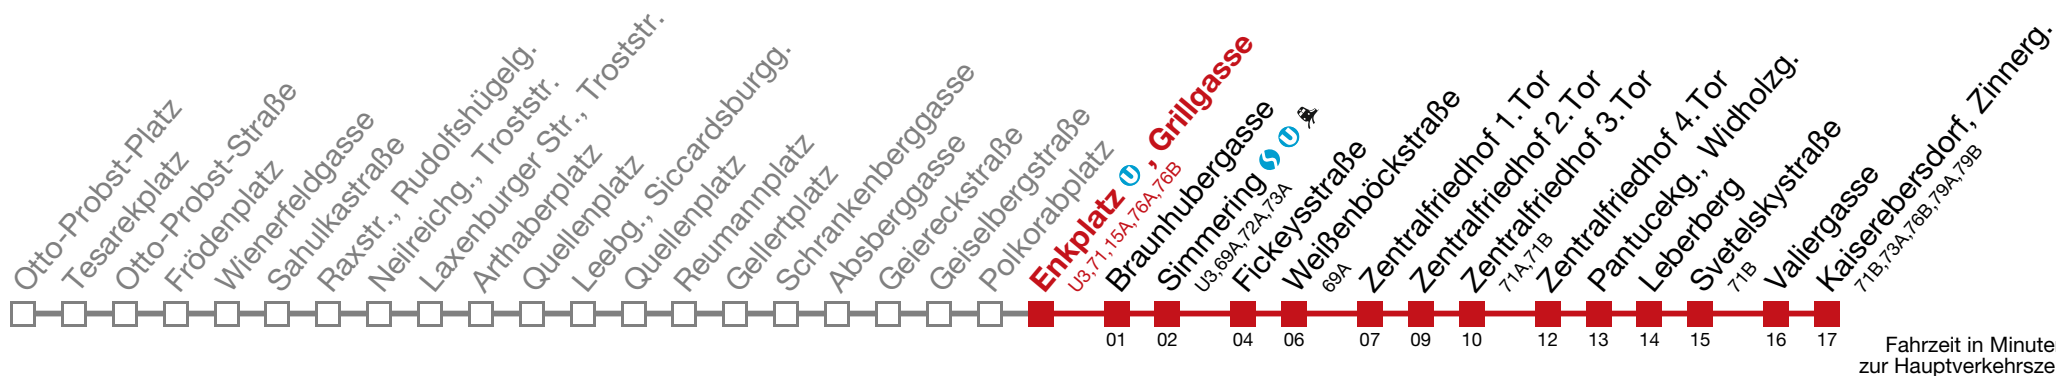 Otto-Probst-Platz
Tesarekplatz
Otto-Probst-Straße
Frödenplatz
Wienerfeldgasse
Sahulkastraße
Raxstr., Rudolfshügelg.
Neilreichg., Troststr.
Laxenburger Str., Troststr.
Arthaberplatz
Quellenplatz
Leebg., Siccardsburgg.
Quellenplatz
Reumannplatz
Gellertplatz
Schrankenberggasse
Absberggasse
Geiereckstraße
Geiselbergstraße
Polkorabplatz
Enkplatz U, Grillgasse
U3,71,15A,76A,76B
Braunhubergasse
Simmering S U
U3,69A,72A,73A
Fickeysstraße
Weißenböckstraße
69A
Zentralfriedhof 1. Tor
Zentralfriedhof 2. Tor
Zentralfriedhof 3. Tor
71A,71B
Zentralfriedhof 4. Tor
Pantucekg., Widholzg.
Leberberg
Svetelskystraße
71B
Valiergasse
Kaiserebersdorf, Zinnerg.
71B,73A,76B,79A,79B
01 02 04 06 07 09 10 12 13 14 15 16 17
Fahrzeit in Minute
zur Hauptverkehrsze